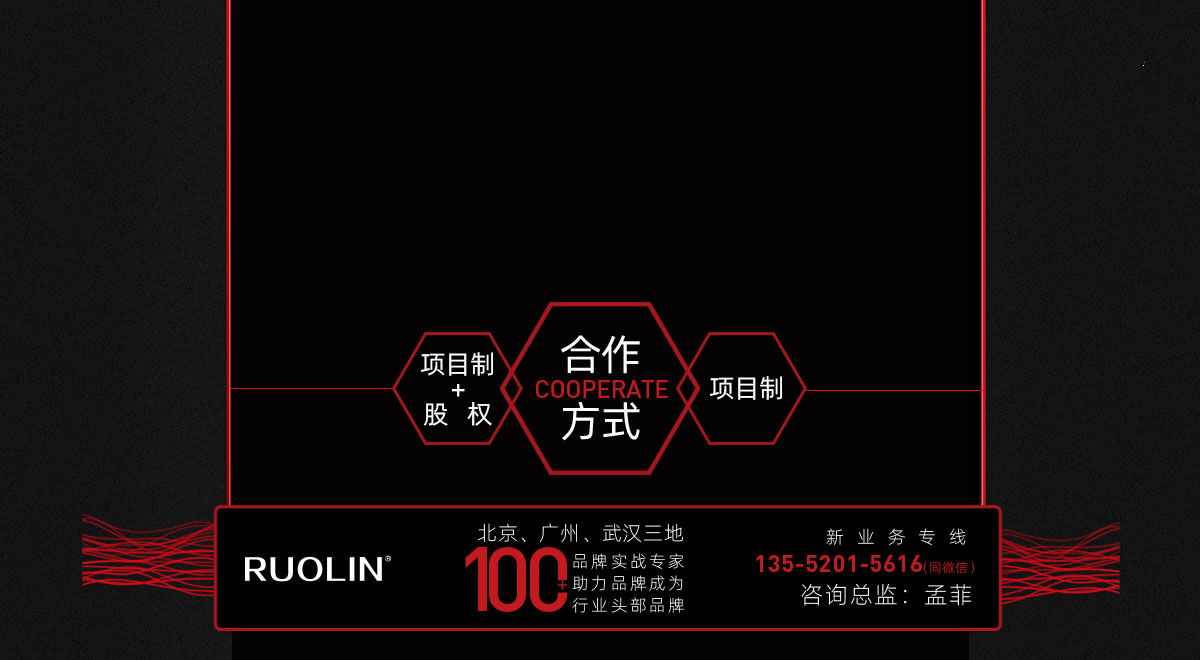 项目制
+
股 权
合作
COOPERATE
方式
项目制
RUOLIN®
北京、广州、武汉三地
100+
品牌实战专家
助力品牌成为
行业头部品牌
新业务专线
135-5201-5616(同微信)
咨询总监：孟菲